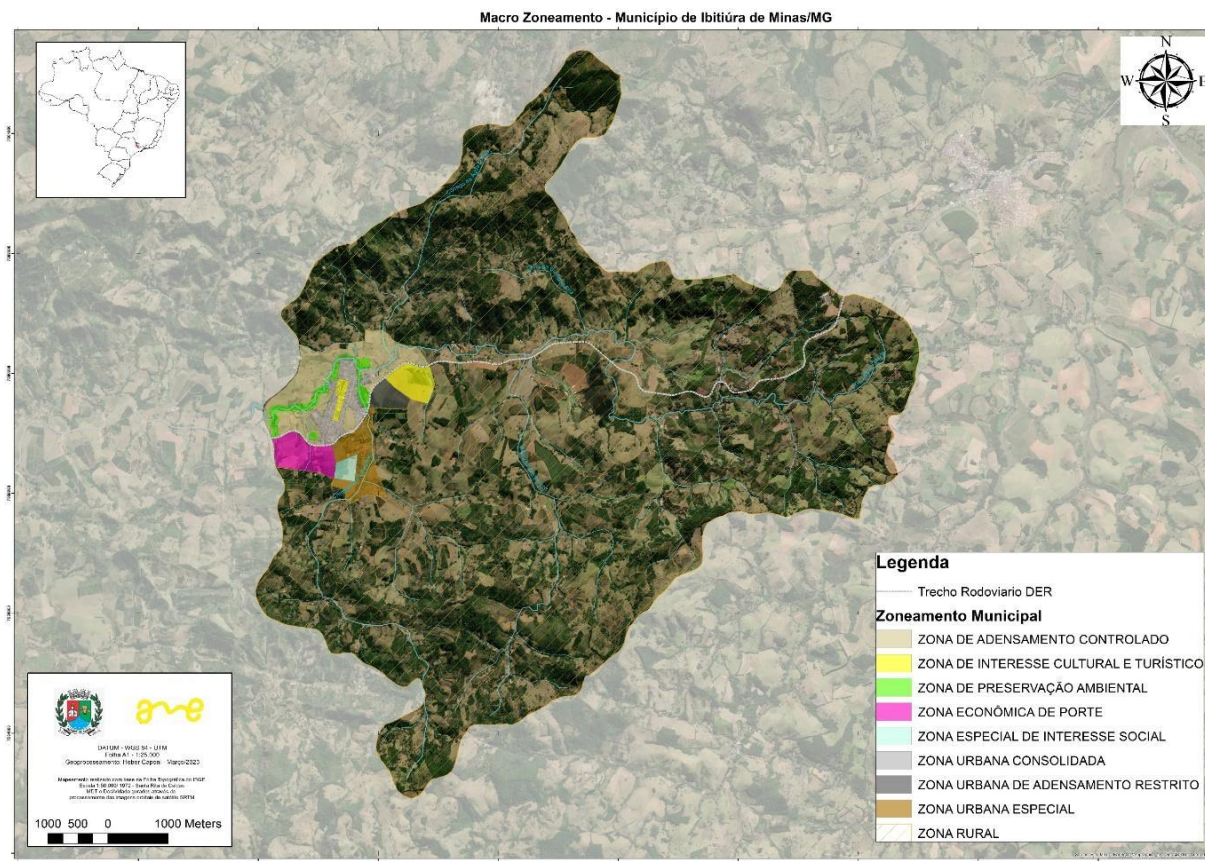 Macro Zoneamento - Município de Ibitiúra de Minas/MG
N
W
E
S
Legenda
Trecho Rodoviario DER
Zoneamento Municipal
ZONA DE ADENSAMENTO CONTROLADO
ZONA DE INTERESSE CULTURAL E TURÍSTICO
ZONA DE PRESERVAÇÃO AMBIENTAL
ZONA ECONÔMICA DE PORTE
ZONA ESPECIAL DE INTERESSE SOCIAL
ZONA URBANA CONSOLIDADA
ZONA URBANA DE ADENSAMENTO RESTRITO
ZONA URBANA ESPECIAL
ZONA RURAL
DATUM - WGS 84 - UTM
Folha A1 - 1:25.000
Geoprocessamento: Heber Caponi - Março/2023
1000 500 0 1000 Meters